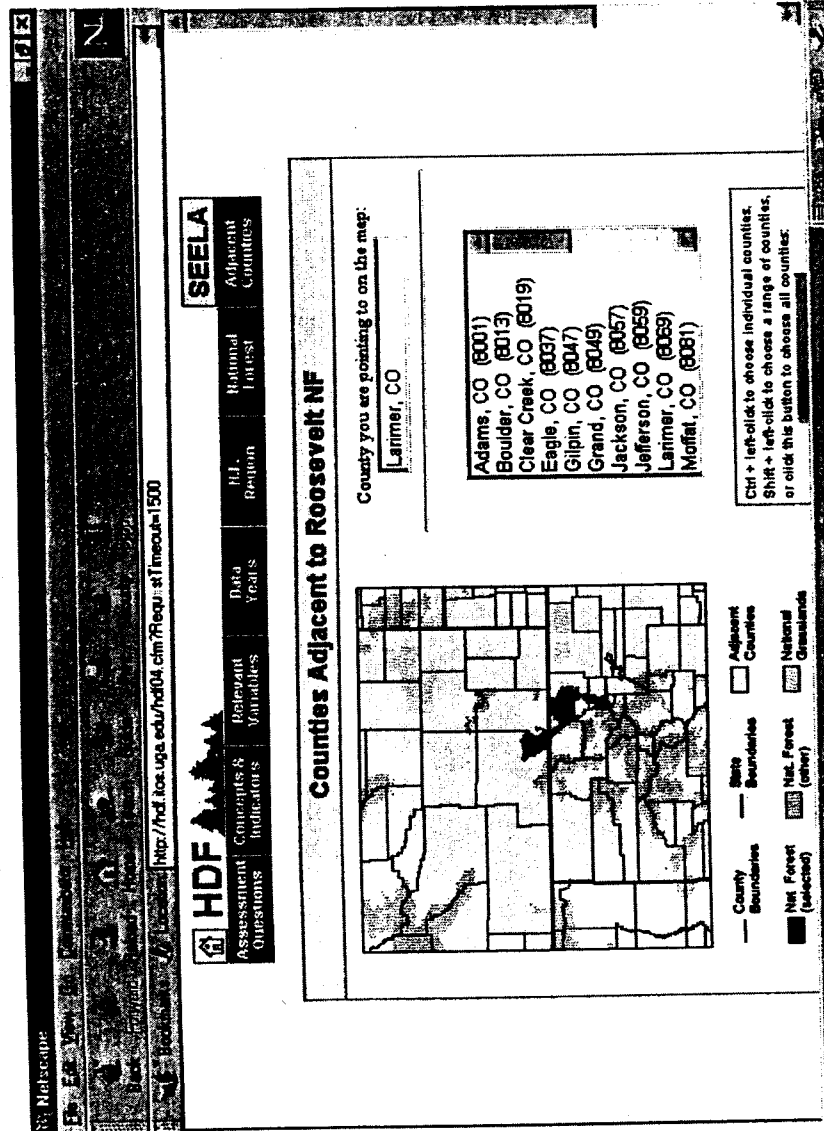 Netscape
Edit View
Back
http://hdf.itos.uga.edu/hdf04.cfm?RequestTimeout=1500
HDF
SEELA
Assessment Questions
Concepts & Indicators
Relevant Variables
Data Years
Region
National Forest
Adjacent Counties
Counties Adjacent to Roosevelt NF
County you are pointing to on the map:
Larimer, CO
Adams, CO (8001)
Boulder, CO (8013)
Clear Creek, CO (8019)
Eagle, CO (8037)
Gilpin, CO (8047)
Grand, CO (8049)
Jackson, CO (8057)
Jefferson, CO (8059)
Larimer, CO (8069)
Moffat, CO (8081)
Ctrl + left-click to choose individual counties,
Shift + left-click to choose a range of counties,
or click this button to choose all counties:
County Boundaries
State Boundaries
Adjacent Counties
Nat. Forest (selected)
Nat. Forest (other)
National Grasslands